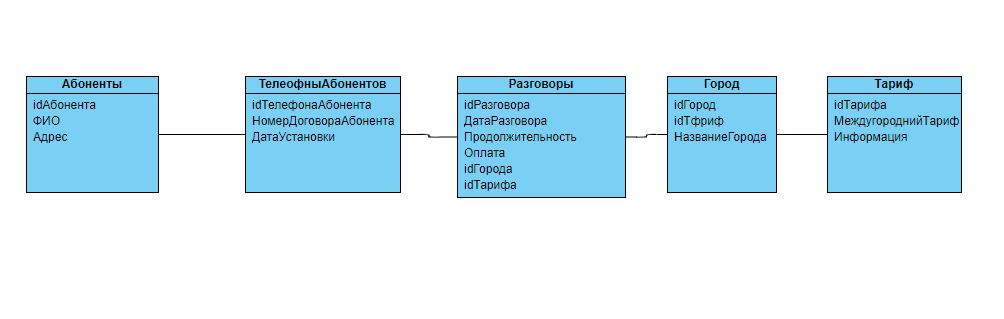 Абоненты
idАбонента
ФИО
Адрес
ТелеофныАбонентов
idТелефонаАбонента
НомерДоговораАбонента
ДатаУстановки
Разговоры
idРазговора
ДатаРазговора
Продолжительность
Оплата
idГорода
idТарифа
Город
idГород
idТфриф
НазваниеГорода
Тариф
idТарифа
МеждугороднийТариф
Информация